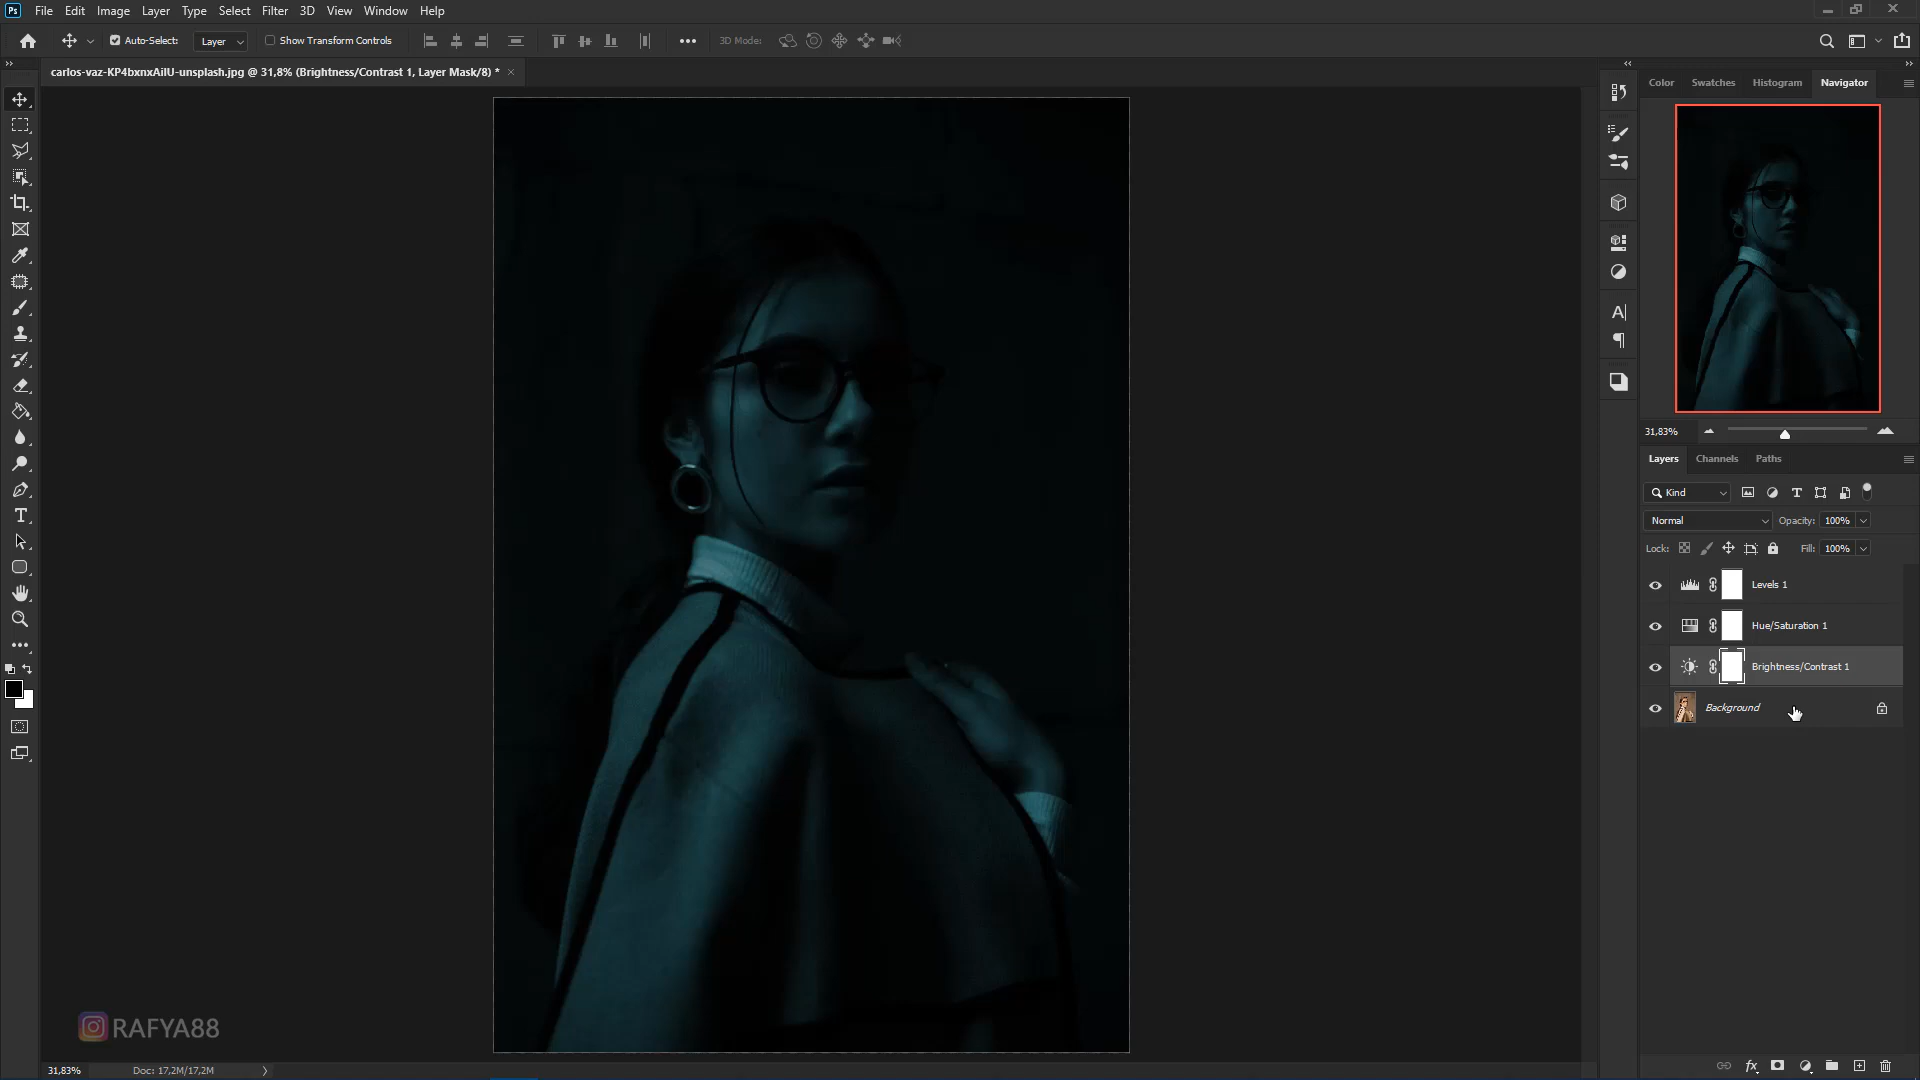 Ps File Edit Image Layer Type Select Filter 3D View Window Help
Auto-Select: Layer Show Transform Controls 3D Mode:
carlos-vaz-KP4bxnxAilU-unsplash.jpg @ 31,8% (Brightness/Contrast 1, Layer Mask/8) *
Color Swatches Histogram Navigator
31,83%
Layers Channels Paths
Kind
Normal Opacity: 100%
Lock: Fill: 100%
Levels 1
Hue/Saturation 1
Brightness/Contrast 1
Background
RAFYA88
31,83% Doc: 17,2M/17,2M